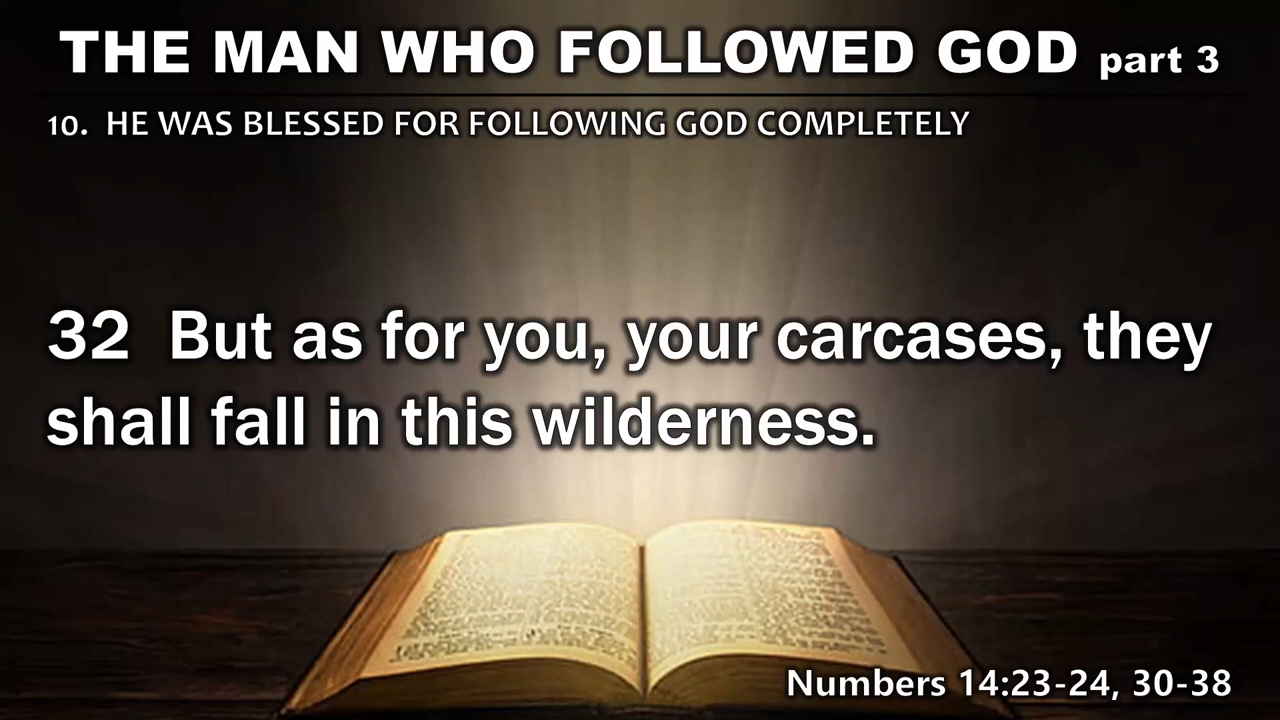 THE MAN WHO FOLLOWED GOD part 3
10. HE WAS BLESSED FOR FOLLOWING GOD COMPLETELY
32 But as for you, your carcases, they
shall fall in this wilderness.
Numbers 14:23-24, 30-38